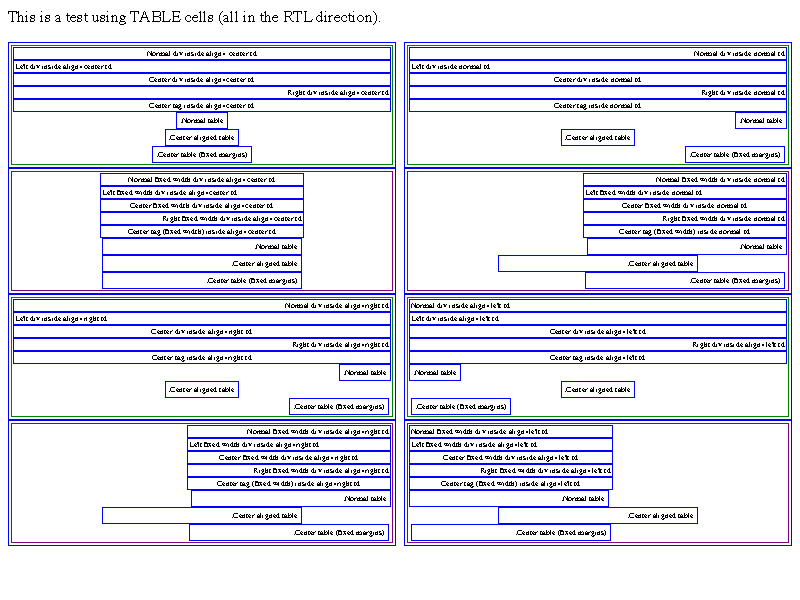 This is a test using TABLE cells (all in the RTL direction).
Normal div inside align=center td
Left div inside align=center td
Center div inside align=center td
Right div inside align=center td
Center tag inside align=center td
.Normal table
.Center aligned table
.Center table (fixed margins)
Normal div inside normal td
Left div inside normal td
Center div inside normal td
Right div inside normal td
Center tag inside normal td
.Normal table
.Center aligned table
.Center table (fixed margins)
Normal fixed width div inside align=center td
Left fixed width div inside align=center td
Center fixed width div inside align=center td
Right fixed width div inside align=center td
Center tag (fixed width) inside align=center td
.Normal table
.Center aligned table
.Center table (fixed margins)
Normal fixed width div inside normal td
Left fixed width div inside normal td
Center fixed width div inside normal td
Right fixed width div inside normal td
Center tag (fixed width) inside normal td
.Normal table
.Center aligned table
.Center table (fixed margins)
Normal div inside align=right td
Left div inside align=right td
Center div inside align=right td
Right div inside align=right td
Center tag inside align=right td
.Normal table
.Center aligned table
.Center table (fixed margins)
Normal div inside align=left td
Left div inside align=left td
Center div inside align=left td
Right div inside align=left td
Center tag inside align=left td
.Normal table
.Center aligned table
.Center table (fixed margins)
Normal fixed width div inside align=right td
Left fixed width div inside align=right td
Center fixed width div inside align=right td
Right fixed width div inside align=right td
Center tag (fixed width) inside align=right td
.Normal table
.Center aligned table
.Center table (fixed margins)
Normal fixed width div inside align=left td
Left fixed width div inside align=left td
Center fixed width div inside align=left td
Right fixed width div inside align=left td
Center tag (fixed width) inside align=left td
.Normal table
.Center aligned table
.Center table (fixed margins)